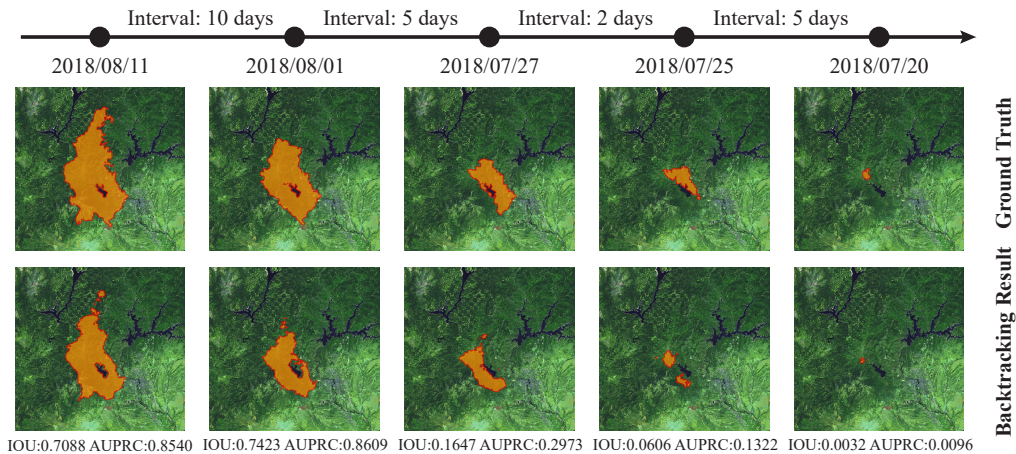 Interval: 10 days Interval: 5 days Interval: 2 days Interval: 5 days
2018/08/11 2018/08/01 2018/07/27 2018/07/25 2018/07/20
Ground Truth
Backtracking Result
IOU:0.7088 AUPRC:0.8540 IOU:0.7423 AUPRC:0.8609 IOU:0.1647 AUPRC:0.2973 IOU:0.0606 AUPRC:0.1322 IOU:0.0032 AUPRC:0.0096